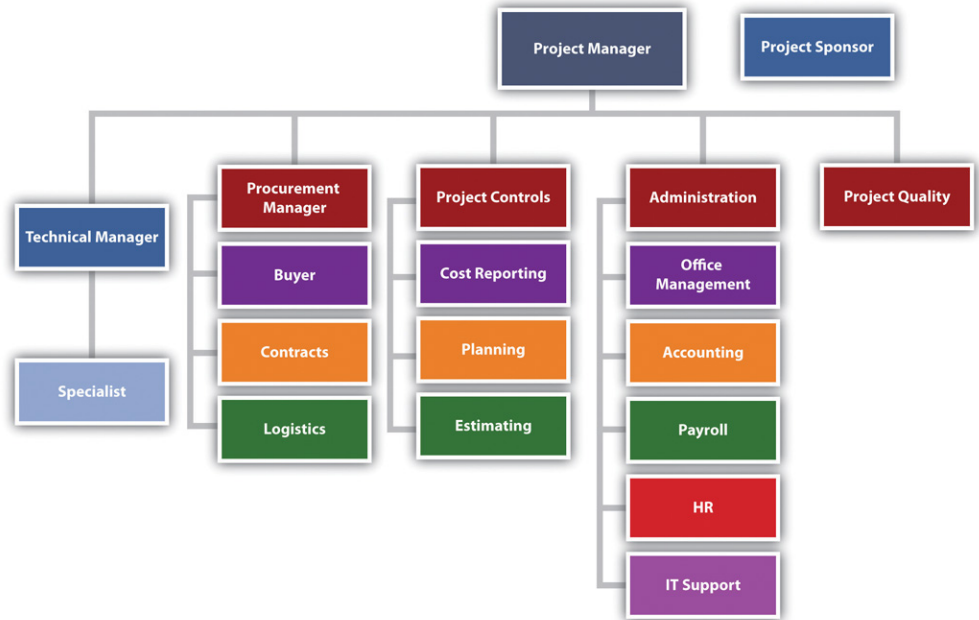 Project Manager
Project Sponsor
Technical Manager
Specialist
Procurement
Manager
Buyer
Contracts
Logistics
Project Controls
Cost Reporting
Planning
Estimating
Administration
Office
Management
Accounting
Payroll
HR
IT Support
Project Quality